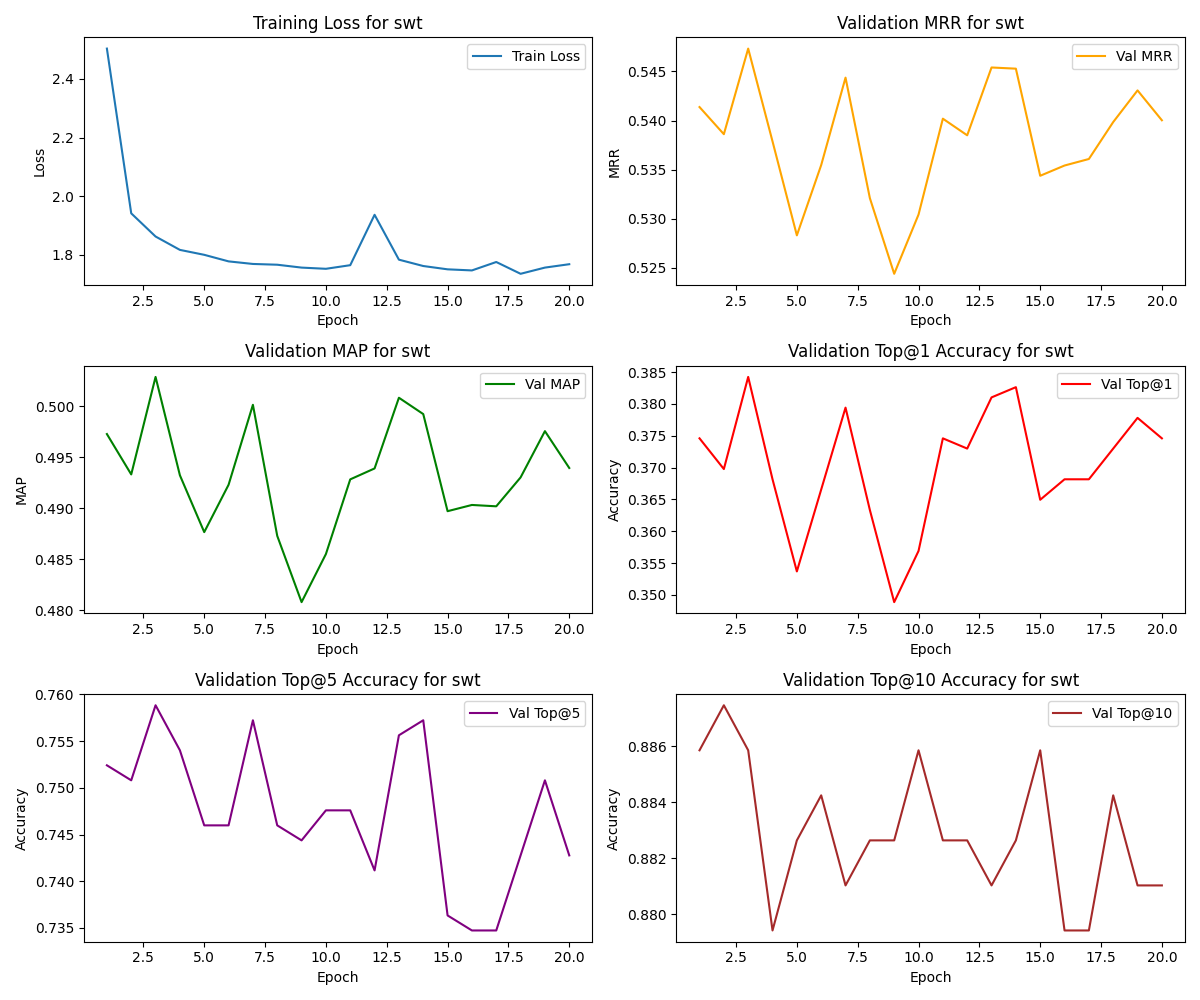 Training Loss for swt
Train Loss
Loss
2.4
2.2
2.0
1.8
2.5 5.0 7.5 10.0 12.5 15.0 17.5 20.0
Epoch
Validation MRR for swt
Val MRR
MRR
0.545
0.540
0.535
0.530
0.525
2.5 5.0 7.5 10.0 12.5 15.0 17.5 20.0
Epoch
Validation MAP for swt
Val MAP
MAP
0.500
0.495
0.490
0.485
0.480
2.5 5.0 7.5 10.0 12.5 15.0 17.5 20.0
Epoch
Validation Top@1 Accuracy for swt
Val Top@1
Accuracy
0.385
0.380
0.375
0.370
0.365
0.360
0.355
0.350
2.5 5.0 7.5 10.0 12.5 15.0 17.5 20.0
Epoch
Validation Top@5 Accuracy for swt
Val Top@5
Accuracy
0.760
0.755
0.750
0.745
0.740
0.735
2.5 5.0 7.5 10.0 12.5 15.0 17.5 20.0
Epoch
Validation Top@10 Accuracy for swt
Val Top@10
Accuracy
0.886
0.884
0.882
0.880
2.5 5.0 7.5 10.0 12.5 15.0 17.5 20.0
Epoch